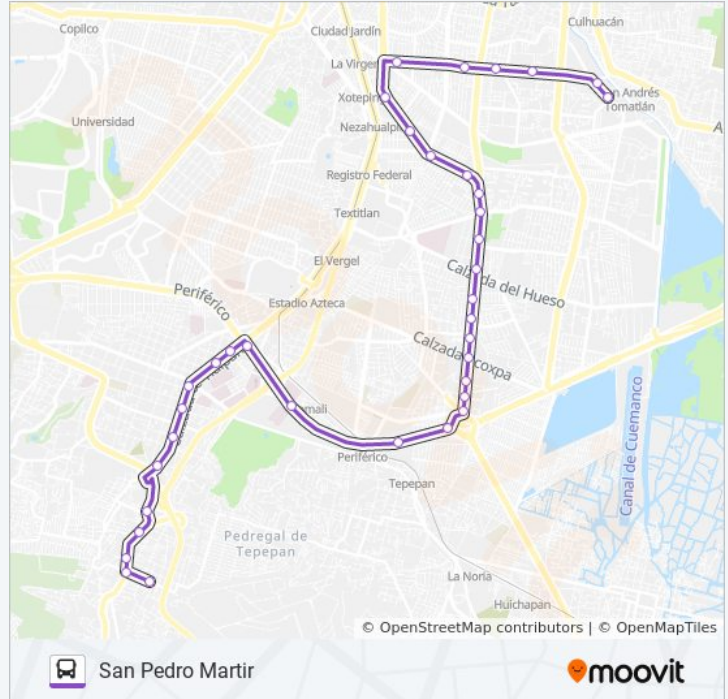 Copilco
Ciudad Jardín
Culhuacán
La Virgen
Xotepin
San Andrés
Tomatlán
Universidad
Nezahualpi
Registro Federal
Textitlan
El Vergel
Calzada del Hueso
Periférico
Estadio Azteca
Calzada Acoxpa
Periférico
Canal de Cuemanco
Tepepan
Pedregal de
Tepepan
La Noria
Huichapan
© OpenStreetMap contributors | © OpenMapTiles
San Pedro Martir
moovit